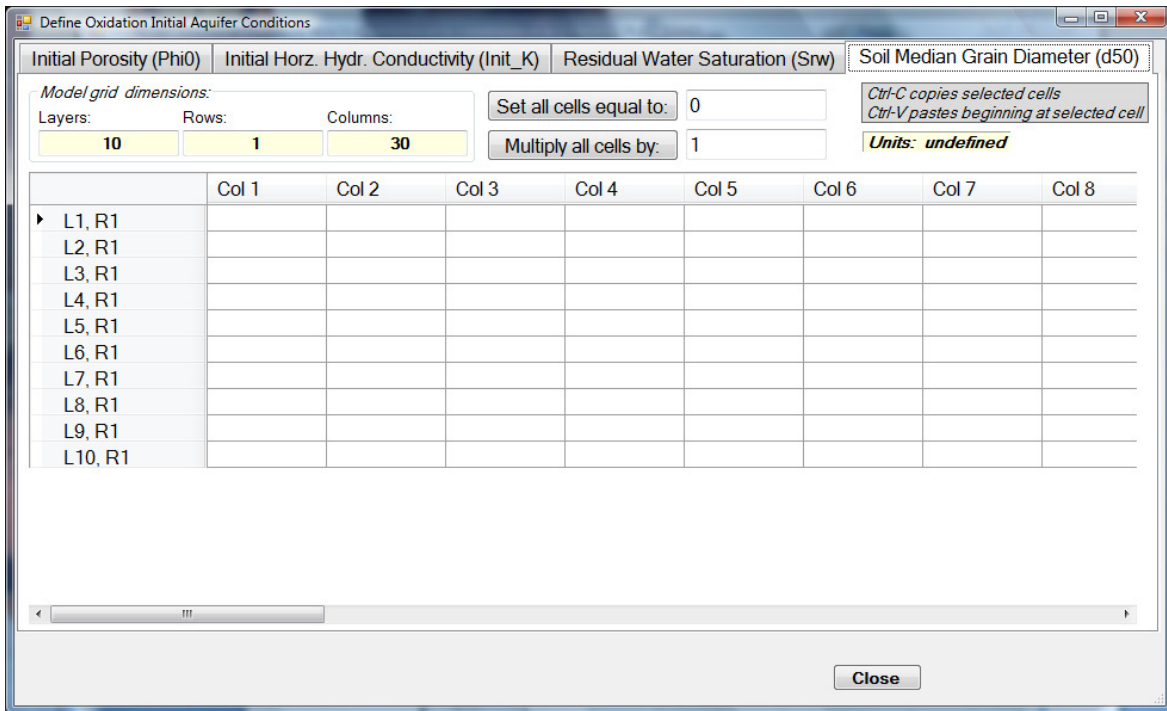 Define Oxidation Initial Aquifer Conditions
Initial Porosity (Phi0) Initial Horz. Hydr. Conductivity (Init_K) Residual Water Saturation (Srw) Soil Median Grain Diameter (d50)
Model grid dimensions:
Layers: Rows: Columns:
10 1 30
Set all cells equal to: 0
Multiply all cells by: 1
Ctrl-C copies selected cells
Ctrl-V pastes beginning at selected cell
Units: undefined
Col 1 Col 2 Col 3 Col 4 Col 5 Col 6 Col 7 Col 8
L1, R1
L2, R1
L3, R1
L4, R1
L5, R1
L6, R1
L7, R1
L8, R1
L9, R1
L10, R1
Close